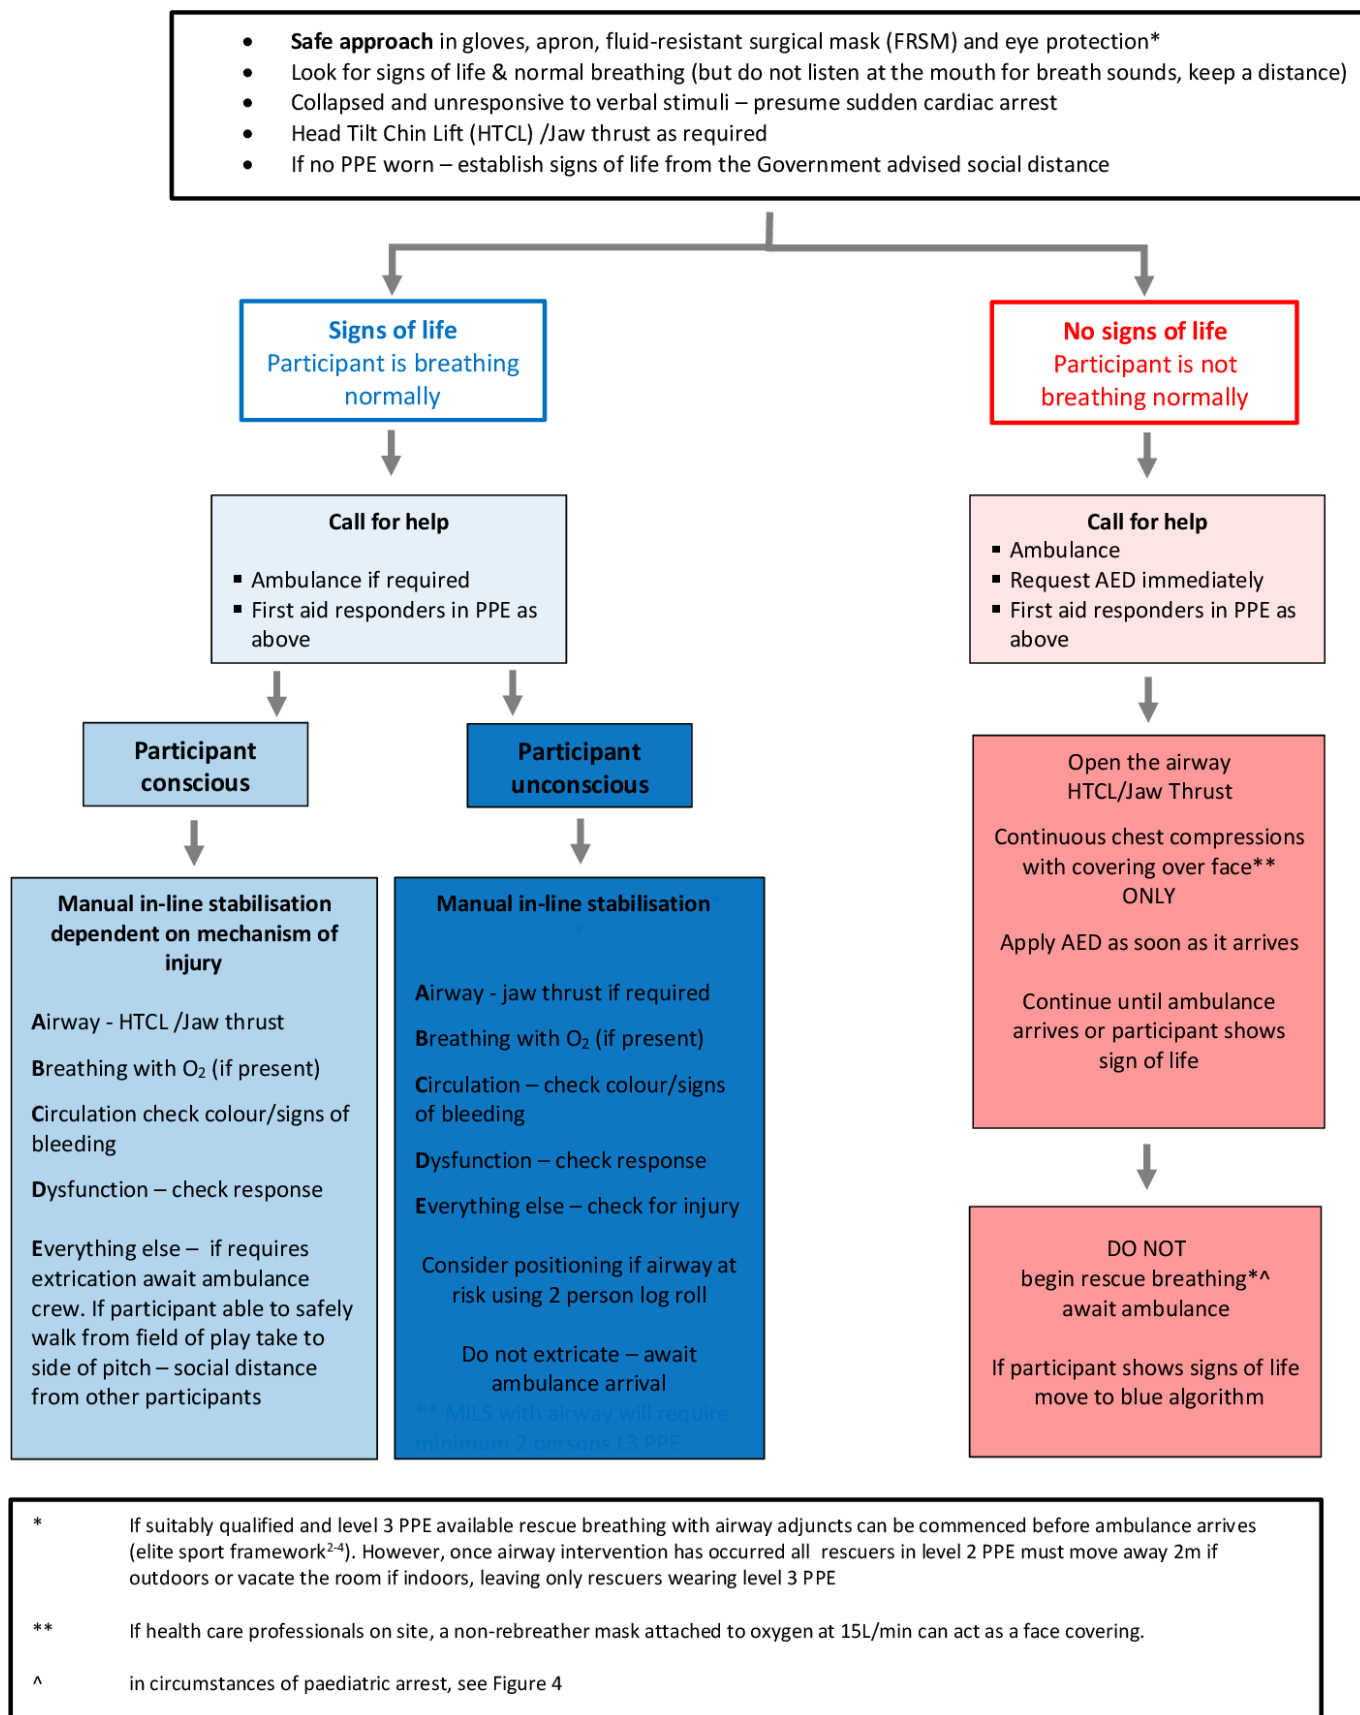 • Safe approach in gloves, apron, fluid-resistant surgical mask (FRSM) and eye protection*
• Look for signs of life & normal breathing (but do not listen at the mouth for breath sounds, keep a distance)
• Collapsed and unresponsive to verbal stimuli – presume sudden cardiac arrest
• Head Tilt Chin Lift (HTCL) /Jaw thrust as required
• If no PPE worn – establish signs of life from the Government advised social distance
Signs of life
Participant is breathing
normally
No signs of life
Participant is not
breathing normally
Call for help
▪ Ambulance if required
▪ First aid responders in PPE as
above
Call for help
▪ Ambulance
▪ Request AED immediately
▪ First aid responders in PPE as
above
Participant
conscious
Participant
unconscious
Manual in-line stabilisation
dependent on mechanism of
injury
Airway - HTCL /Jaw thrust
Breathing with O₂ (if present)
Circulation check colour/signs of
bleeding
Dysfunction – check response
Everything else –  if requires
extrication await ambulance
crew. If participant able to safely
walk from field of play take to
side of pitch – social distance
from other participants
Manual in-line stabilisation*
*
Airway - jaw thrust if required
Breathing with O₂ (if present)
Circulation – check colour/signs
of bleeding
Dysfunction – check response
Everything else – check for injury
Consider positioning if airway at
risk using 2 person log roll
Do not extricate – await
ambulance arrival
** MILS with airway will require
minimum 2 persons L3 PPE
Open the airway
HTCL/Jaw Thrust
Continuous chest compressions
with covering over face**
ONLY
Apply AED as soon as it arrives
Continue until ambulance
arrives or participant shows
sign of life
DO NOT
begin rescue breathing*^
await ambulance
If participant shows signs of life
move to blue algorithm
* If suitably qualified and level 3 PPE available rescue breathing with airway adjuncts can be commenced before ambulance arrives
(elite sport framework²⁻⁴). However, once airway intervention has occurred all  rescuers in level 2 PPE must move away 2m if
outdoors or vacate the room if indoors, leaving only rescuers wearing level 3 PPE
** If health care professionals on site, a non-rebreather mask attached to oxygen at 15L/min can act as a face covering.
^ in circumstances of paediatric arrest, see Figure 4